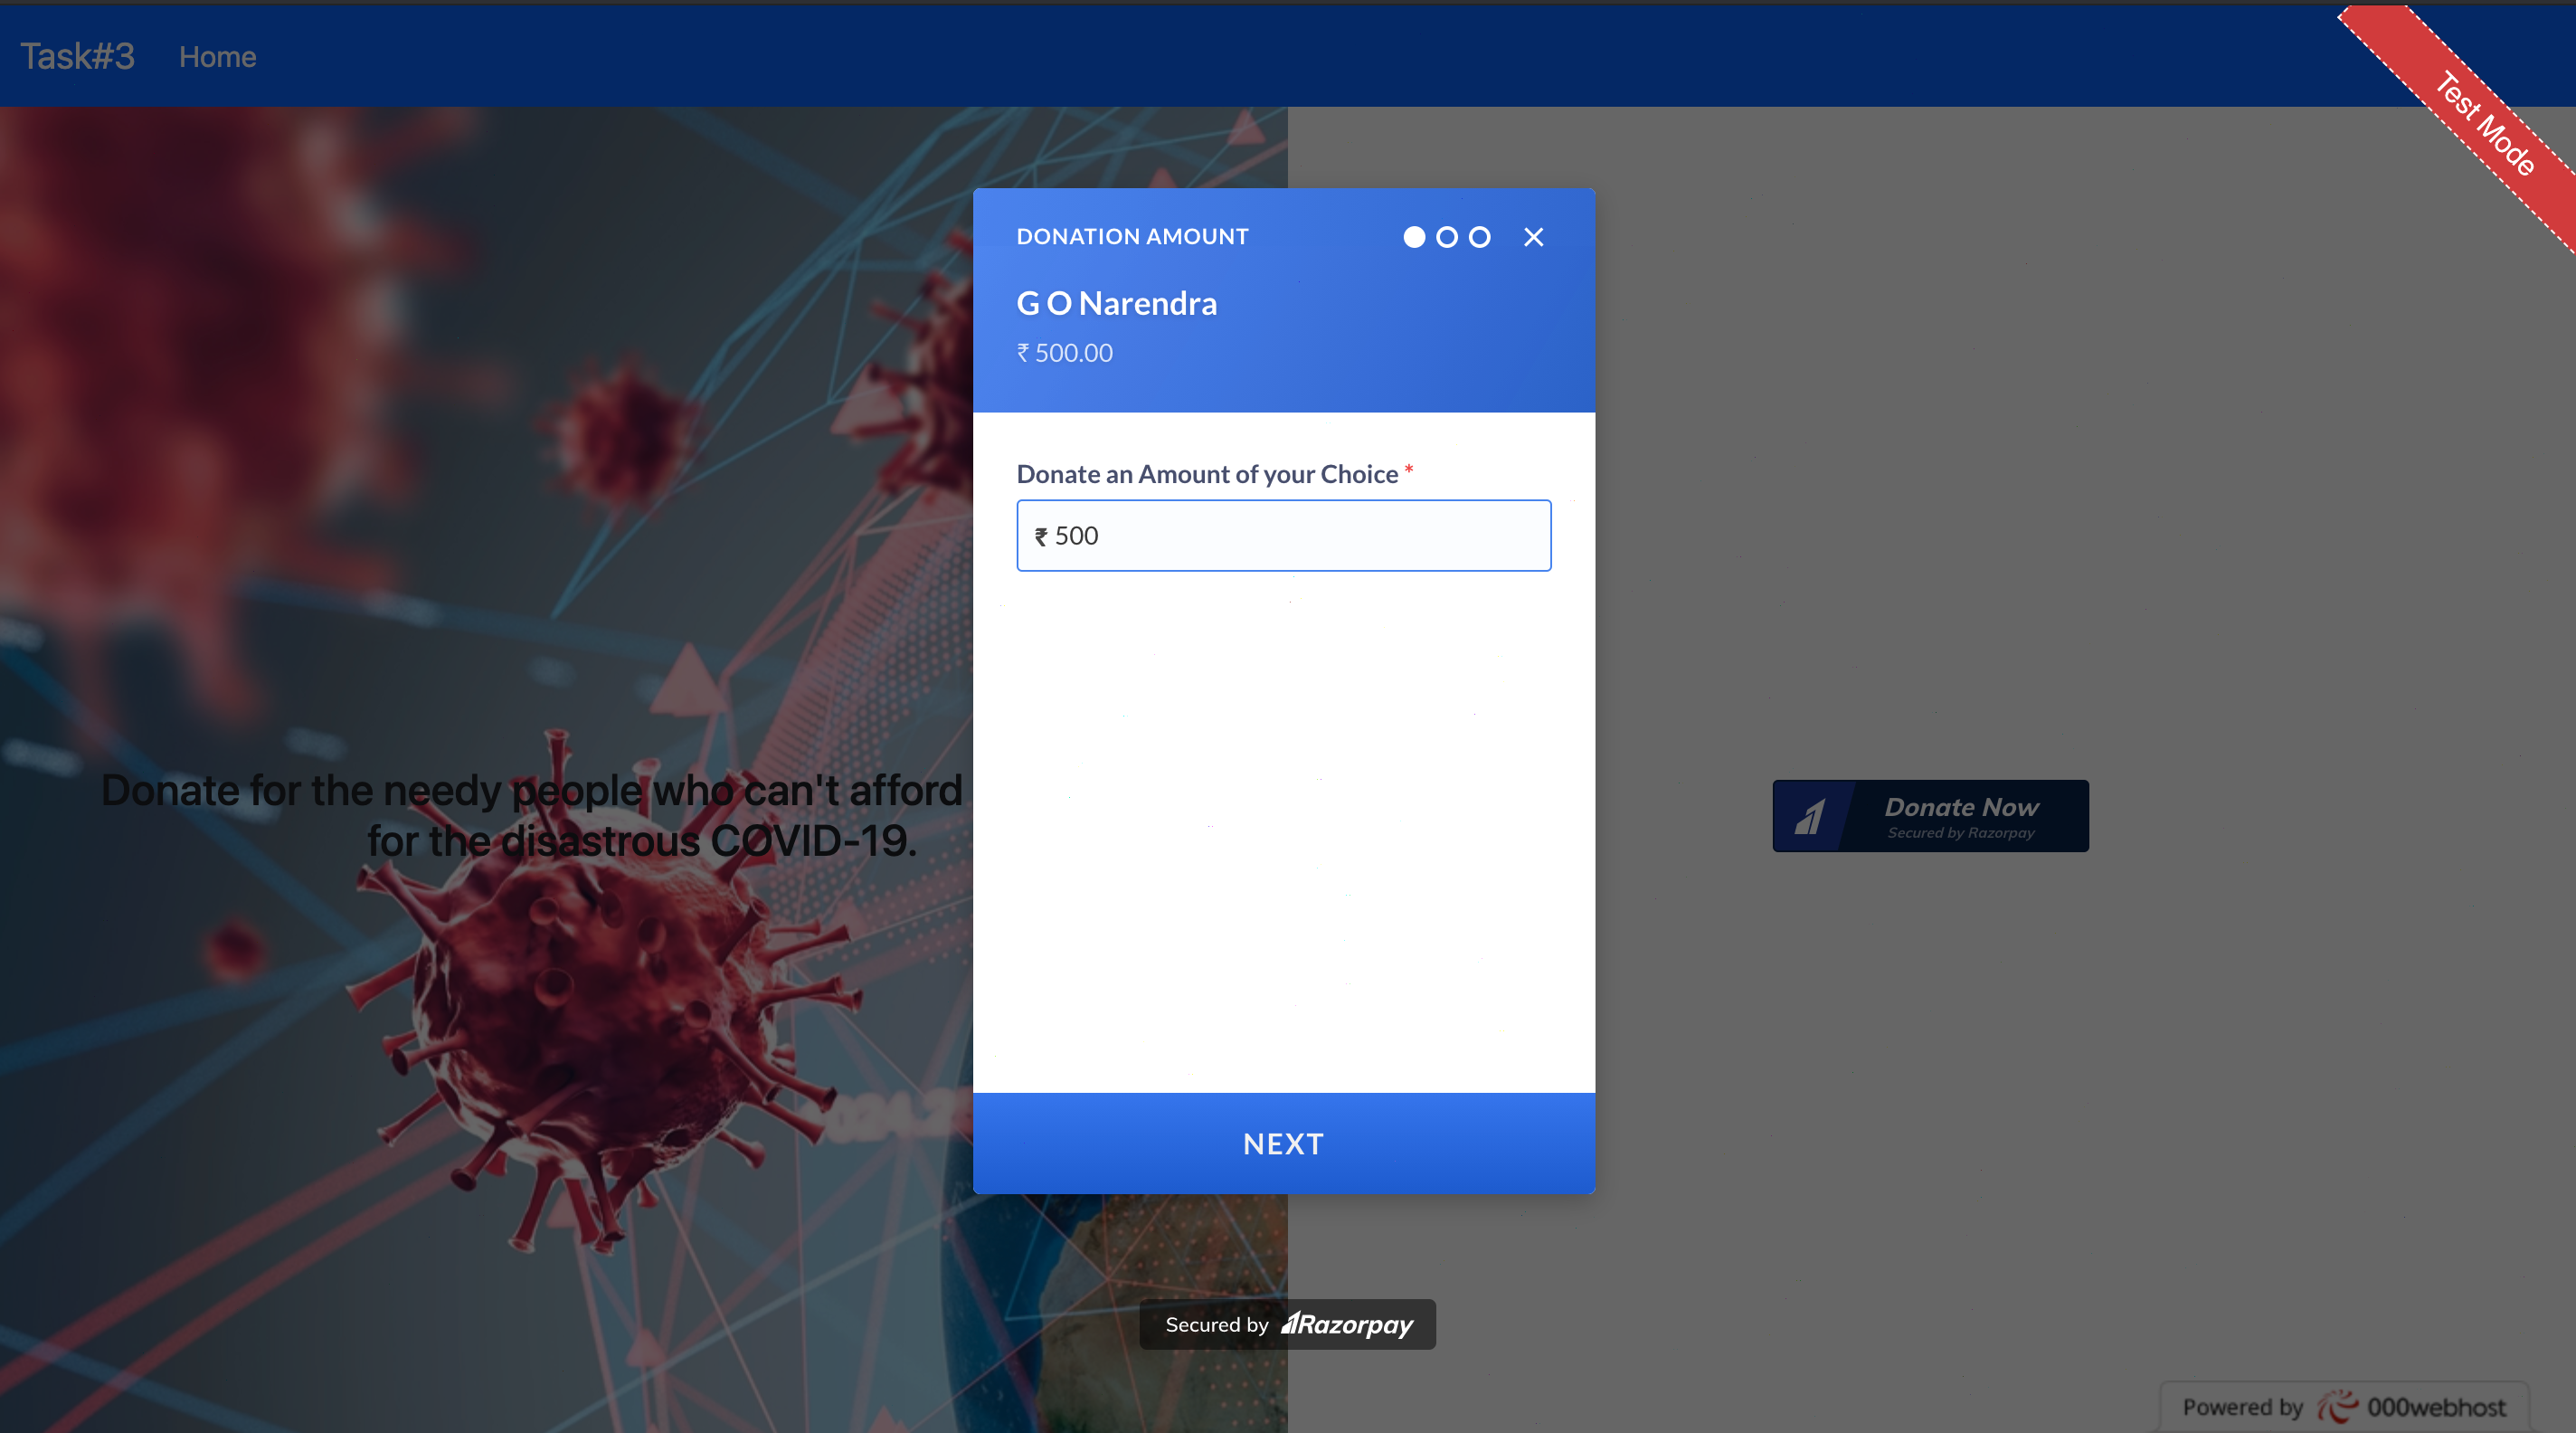 Task#3 Home
Test Mode
DONATION AMOUNT
G O Narendra
₹ 500.00
Donate an Amount of your Choice *
₹ 500
Donate for the needy people who can't afford
for the disastrous COVID-19.
Donate Now
Secured by Razorpay
NEXT
Secured by Razorpay
Powered by 000webhost